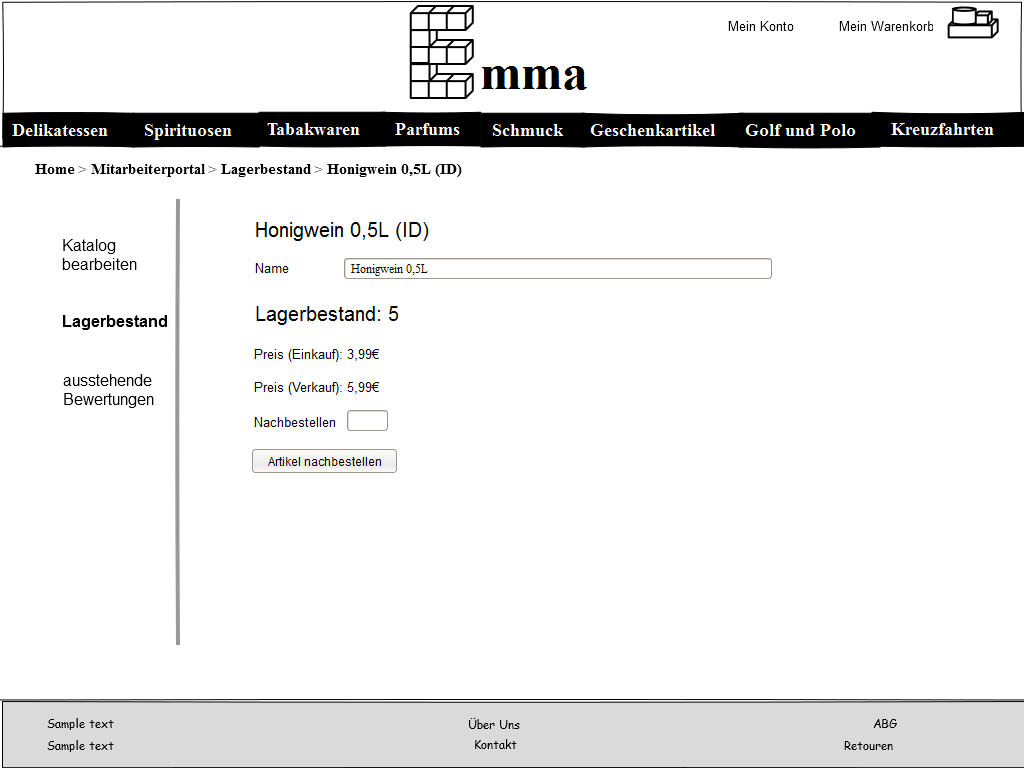 Mein Konto Mein Warenkorb
Emma
Delikatessen Spirituosen Tabakwaren Parfums Schmuck Geschenkartikel Golf und Polo Kreuzfahrten
Home > Mitarbeiterportal > Lagerbestand > Honigwein 0,5L (ID)
Katalog
bearbeiten
Lagerbestand
ausstehende
Bewertungen
Honigwein 0,5L (ID)
Name Honigwein 0,5L
Lagerbestand: 5
Preis (Einkauf): 3,99€
Preis (Verkauf): 5,99€
Nachbestellen
Artikel nachbestellen
Sample text Über Uns ABG
Sample text Kontakt Retouren